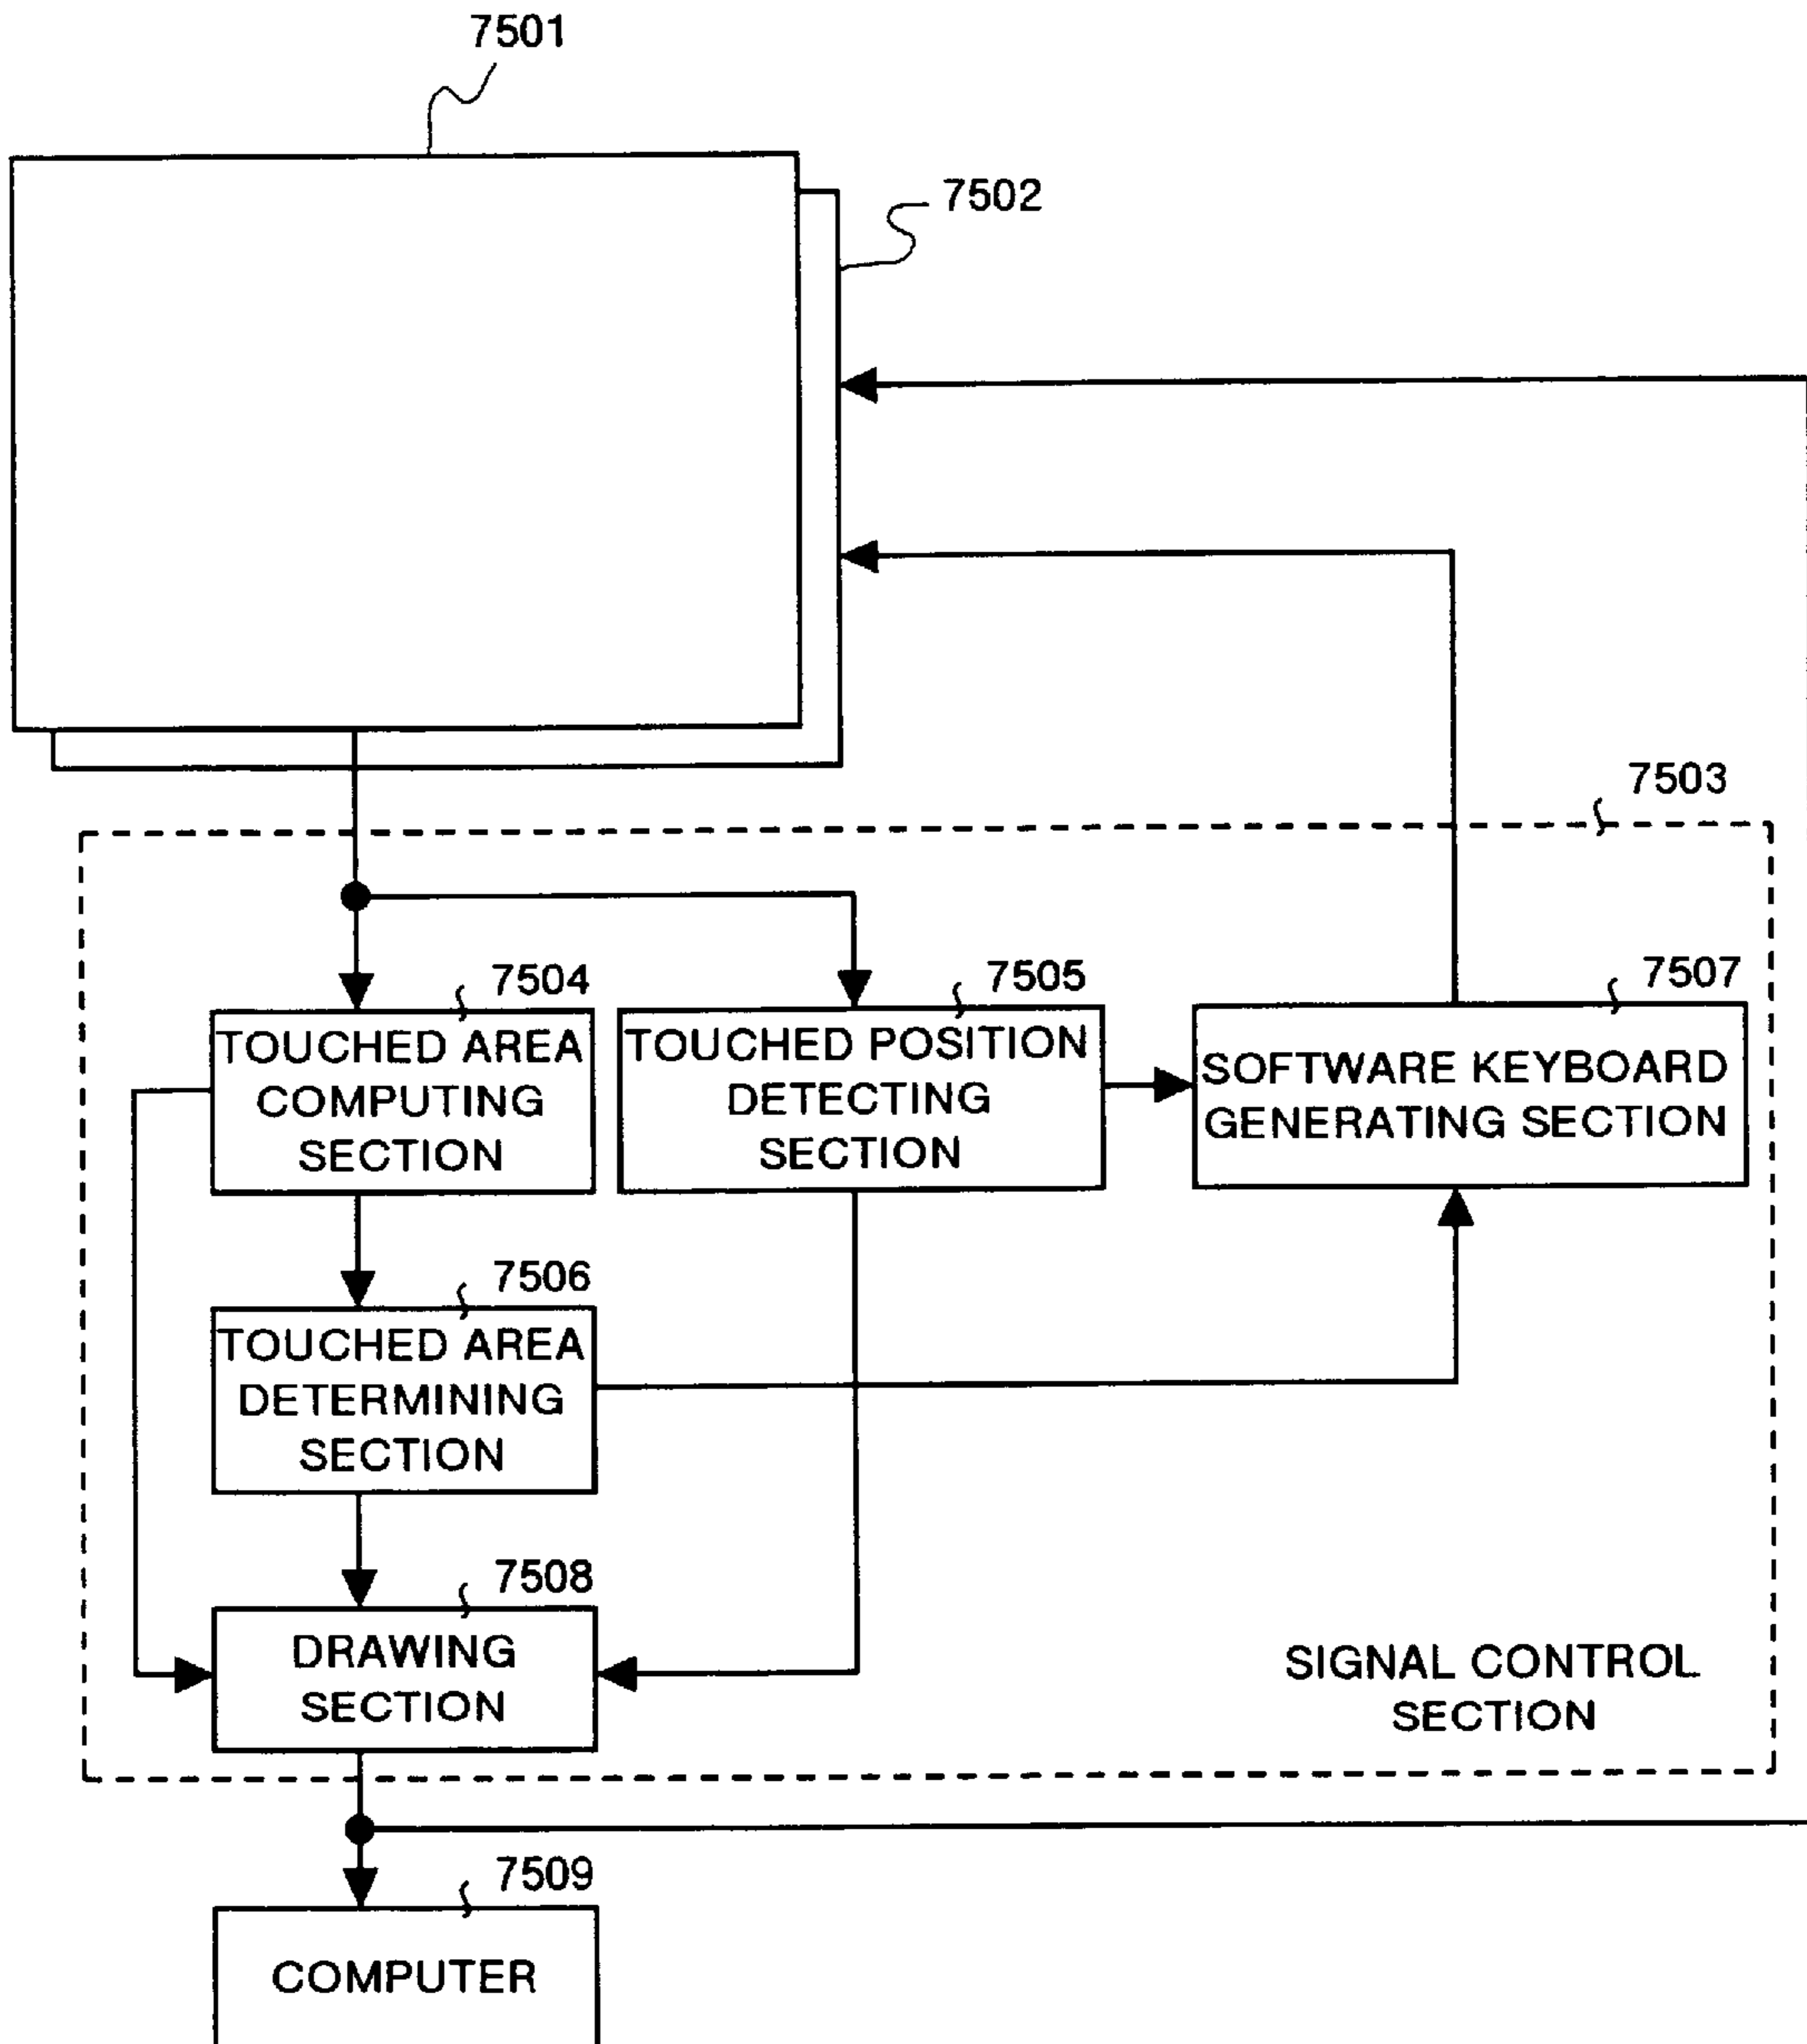 7501
7502
7503
7504
7505
7507
TOUCHED AREA
COMPUTING
SECTION
TOUCHED POSITION
DETECTING
SECTION
SOFTWARE KEYBOARD
GENERATING SECTION
7506
TOUCHED AREA
DETERMINING
SECTION
7508
DRAWING
SECTION
SIGNAL CONTROL
SECTION
7509
COMPUTER